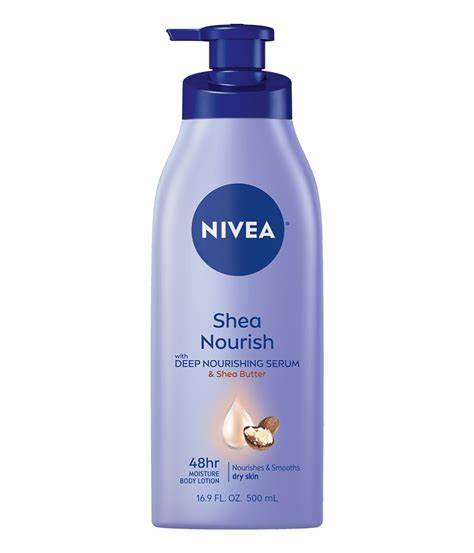 NIVEA
Shea
Nourish
with
DEEP NOURISHING SERUM
& Shea Butter
48hr
MOISTURE
BODY LOTION
Nourishes & Smooths
dry skin
16.9 FL. OZ. 500 mL